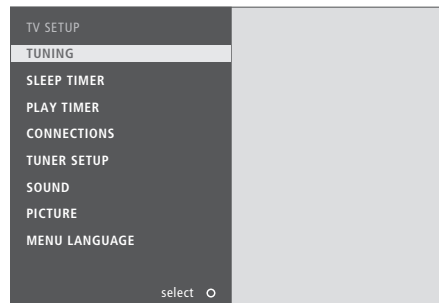 TV SETUP
TUNING
SLEEP TIMER
PLAY TIMER
CONNECTIONS
TUNER SETUP
SOUND
PICTURE
MENU LANGUAGE
select